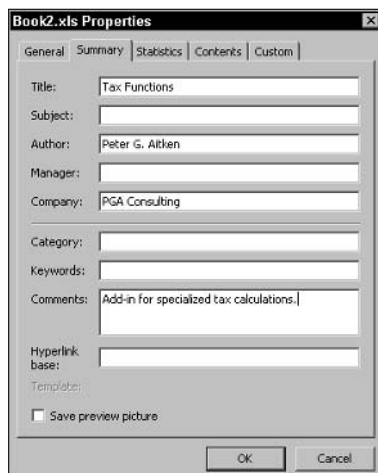 Book2.xls Properties
General Summary Statistics Contents Custom
Title: Tax Functions
Subject:
Author: Peter G. Aitken
Manager:
Company: PGA Consulting
Category:
Keywords:
Comments: Add-in for specialized tax calculations.
Hyperlink
base:
Template:
Save preview picture
OK Cancel